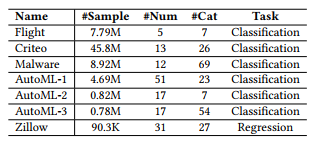 Name #Sample #Num #Cat Task
Flight 7.79M 5 7 Classification
Criteo 45.8M 13 26 Classification
Malware 8.92M 12 69 Classification
AutoML-1 4.69M 51 23 Classification
AutoML-2 0.82M 17 7 Classification
AutoML-3 0.78M 17 54 Classification
Zillow 90.3K 31 27 Regression